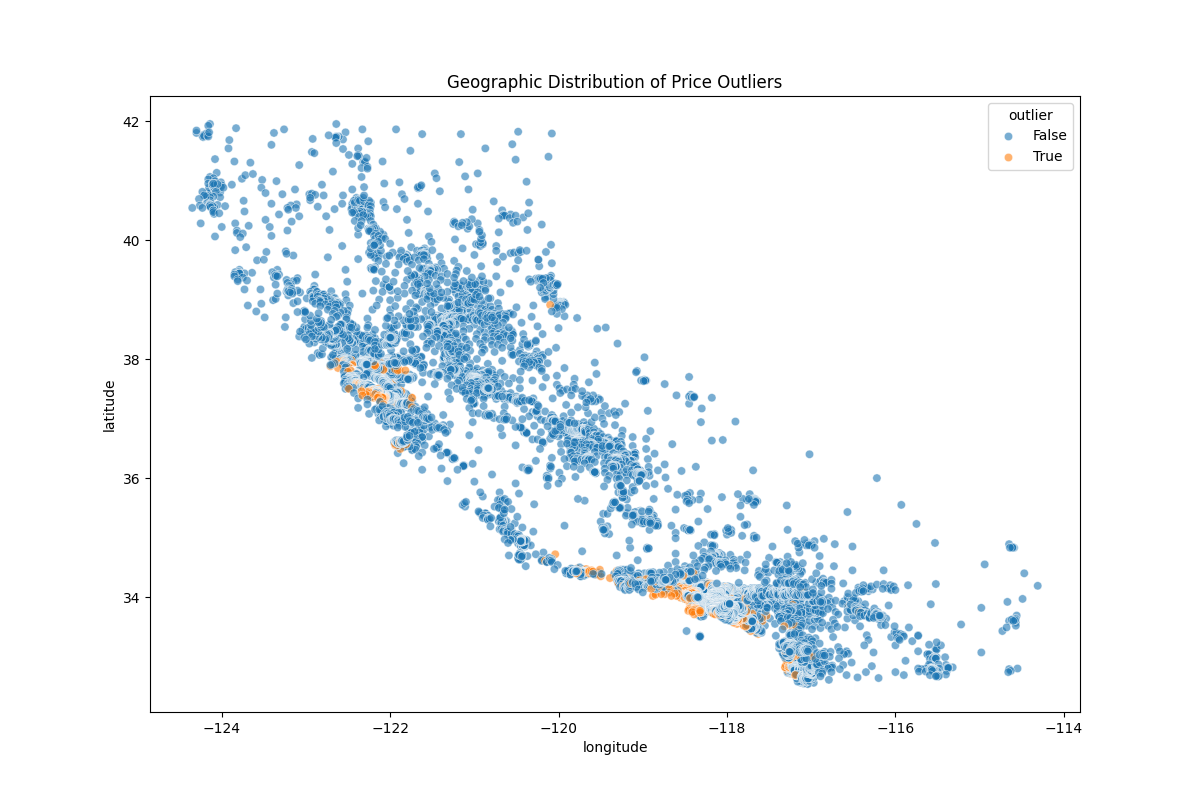 Geographic Distribution of Price Outliers
outlier
False
True
42
40
38
36
34
latitude
−124
−122
−120
−118
−116
−114
longitude